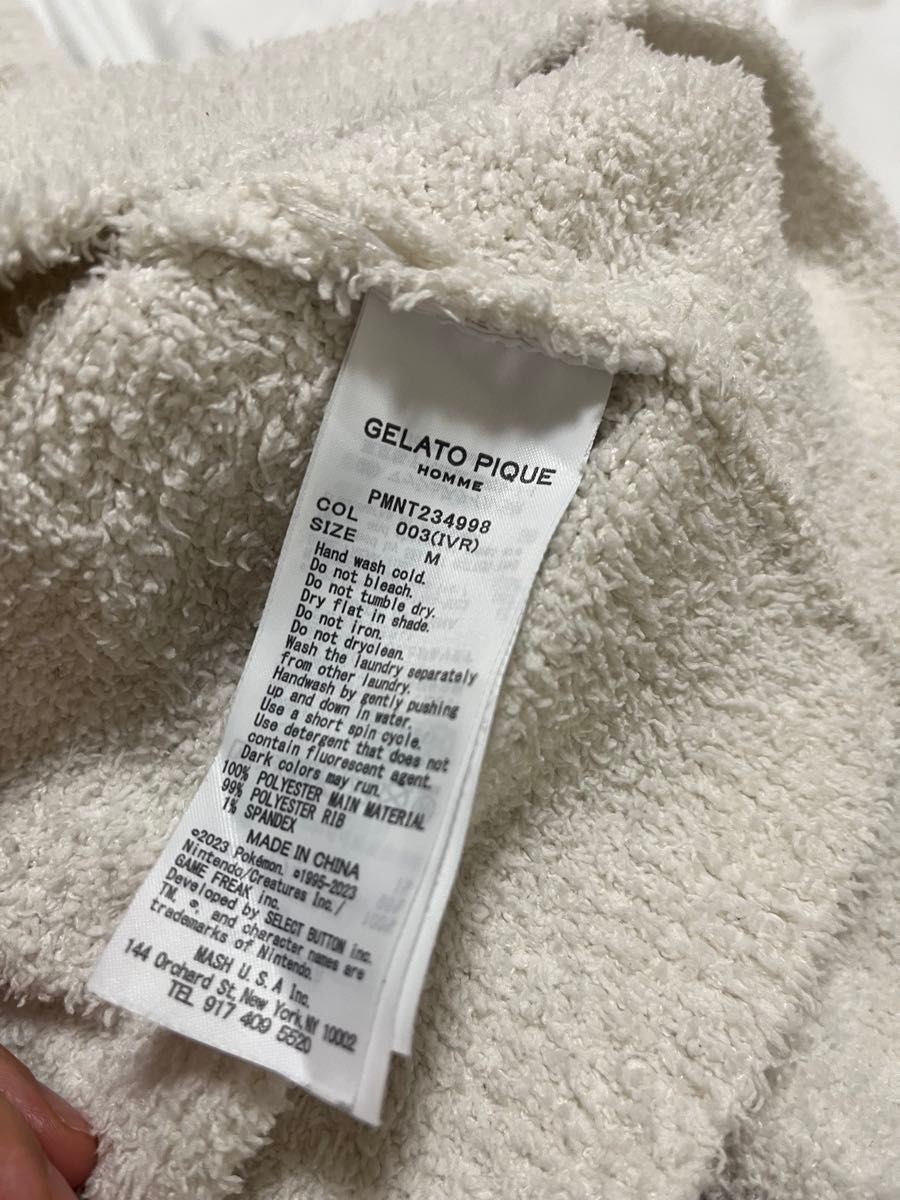 GELATO PIQUE
HOMME
PMNT234998
COL 003(IVR)
SIZE M
Hand wash cold.
Do not bleach.
Do not tumble dry.
Dry flat in shade.
Do not iron.
Do not dryclean.
Wash the laundry separately
from other laundry.
Handwash by gently pushing
up and down in water.
Use a short spin cycle.
Use detergent that does not
contain fluorescent agent.
Dark colors may run.
100% POLYESTER MAIN MATERIAL
99% POLYESTER RIB
1% SPANDEX
MADE IN CHINA
©2023 Pokémon. ©1995-2023
Nintendo/Creatures Inc./
GAME FREAK inc.
Developed by SELECT BUTTON inc.
TM, ®, and character names are
trademarks of Nintendo.
MASH U.S.A Inc.
144 Orchard St, New York, NY 10002
TEL 917 409 5520